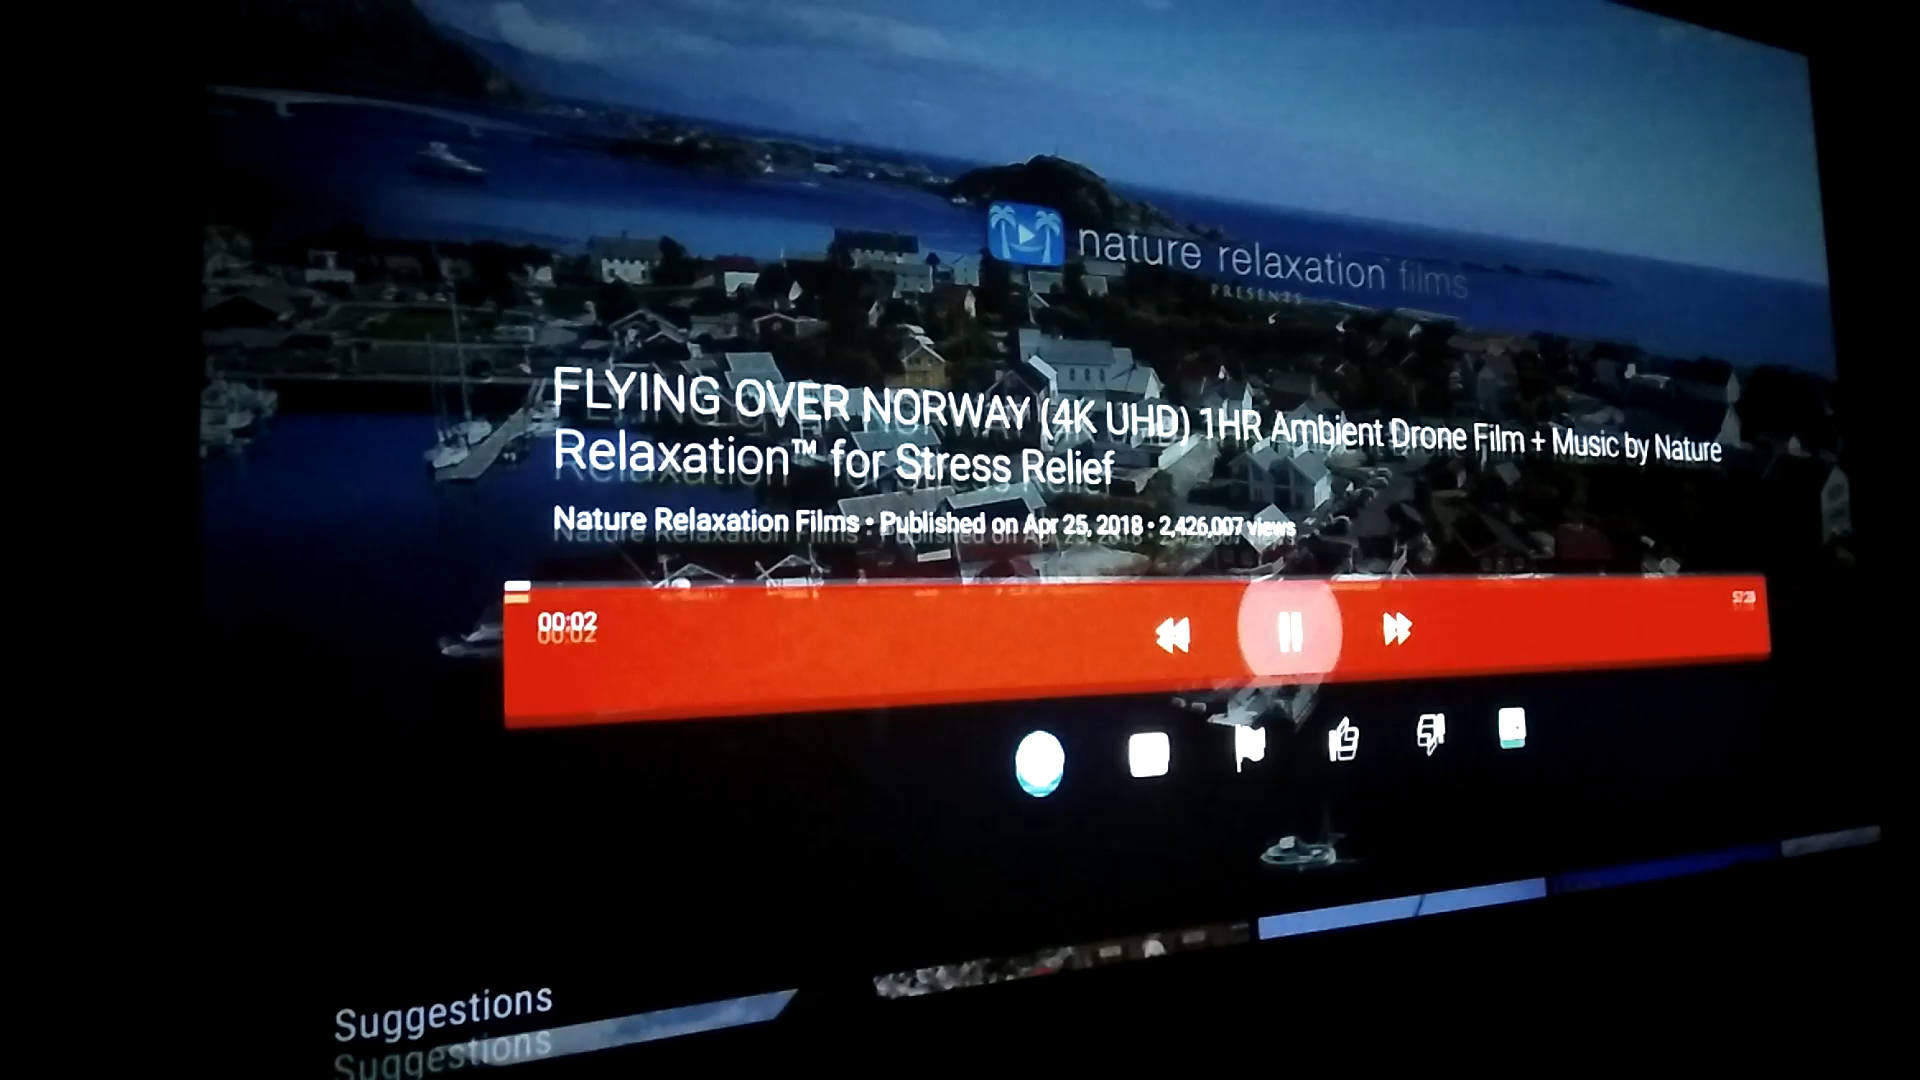 nature relaxation™ films
PRESENTS
FLYING OVER NORWAY (4K UHD) 1HR Ambient Drone Film + Music by Nature
Relaxation™ for Stress Relief
Nature Relaxation Films • Published on Apr 25, 2018 • 2,426,007 views
00:02
Suggestions